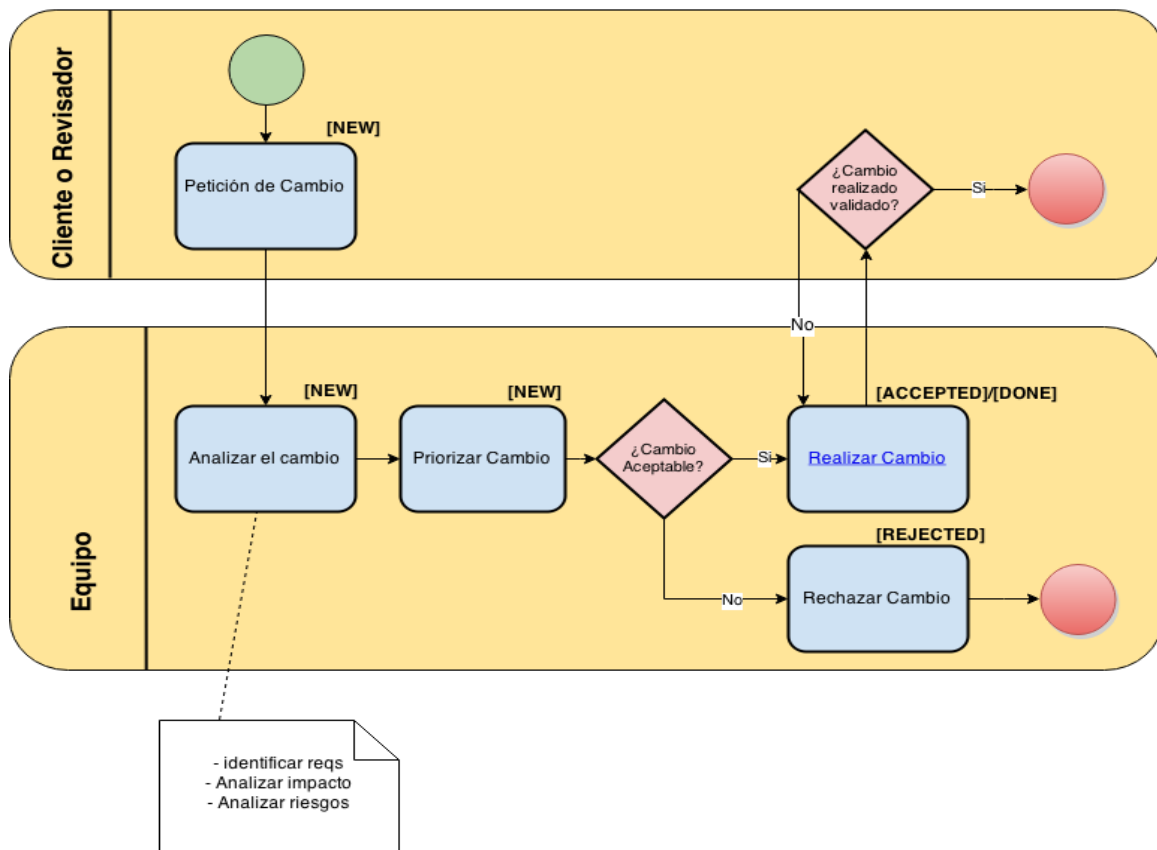 Cliente o Revisador
[NEW]
Petición de Cambio
¿Cambio
realizado
validado?
Si
No
Equipo
[NEW]
Analizar el cambio
[NEW]
Priorizar Cambio
¿Cambio
Aceptable?
Si
[ACCEPTED]/[DONE]
Realizar Cambio
No
[REJECTED]
Rechazar Cambio
- identificar reqs
- Analizar impacto
- Analizar riesgos